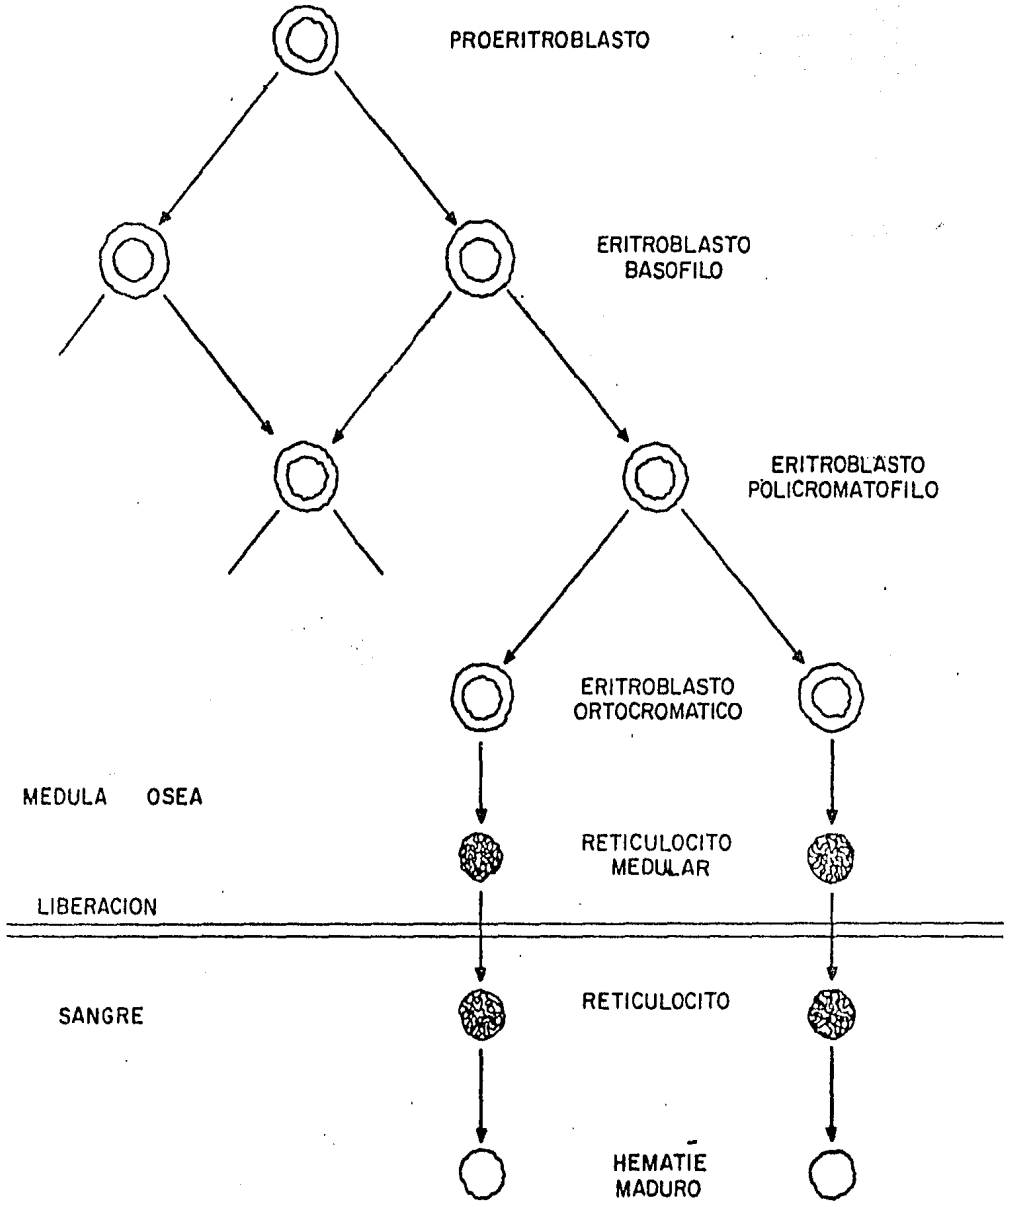 PROERITROBLASTO
ERITROBLASTO
BASOFILO
ERITROBLASTO
POLICROMATOFILO
ERITROBLASTO
ORTOCROMATICO
MEDULA OSEA
RETICULOCITO
MEDULAR
LIBERACION
RETICULOCITO
SANGRE
HEMATIE
MADURO